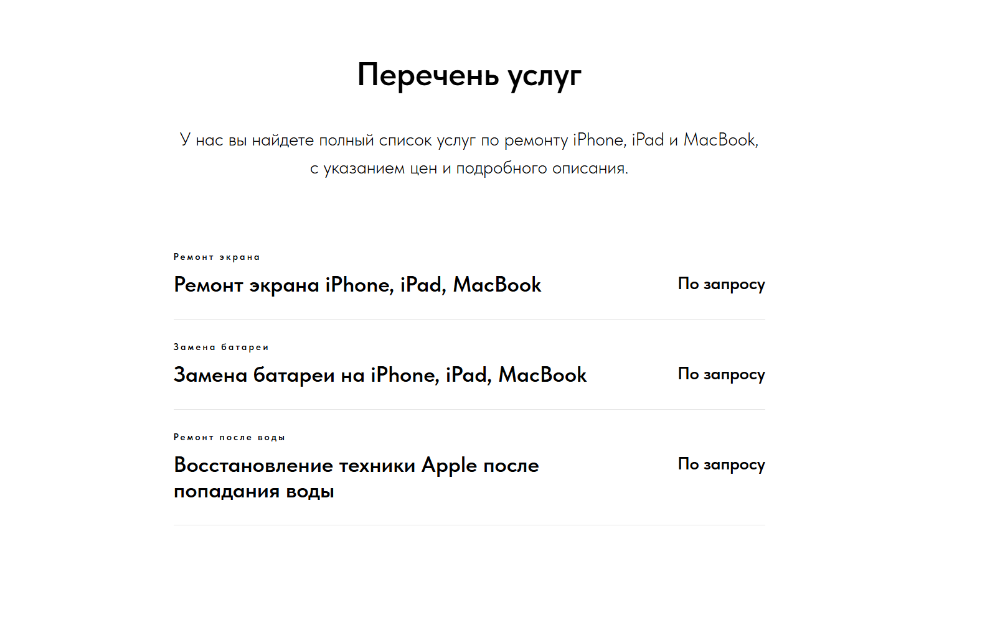 Перечень услуг
У нас вы найдете полный список услуг по ремонту iPhone, iPad и MacBook,
с указанием цен и подробного описания.
Ремонт экрана
Ремонт экрана iPhone, iPad, MacBook
По запросу
Замена батареи
Замена батареи на iPhone, iPad, MacBook
По запросу
Ремонт после воды
Восстановление техники Apple после
попадания воды
По запросу